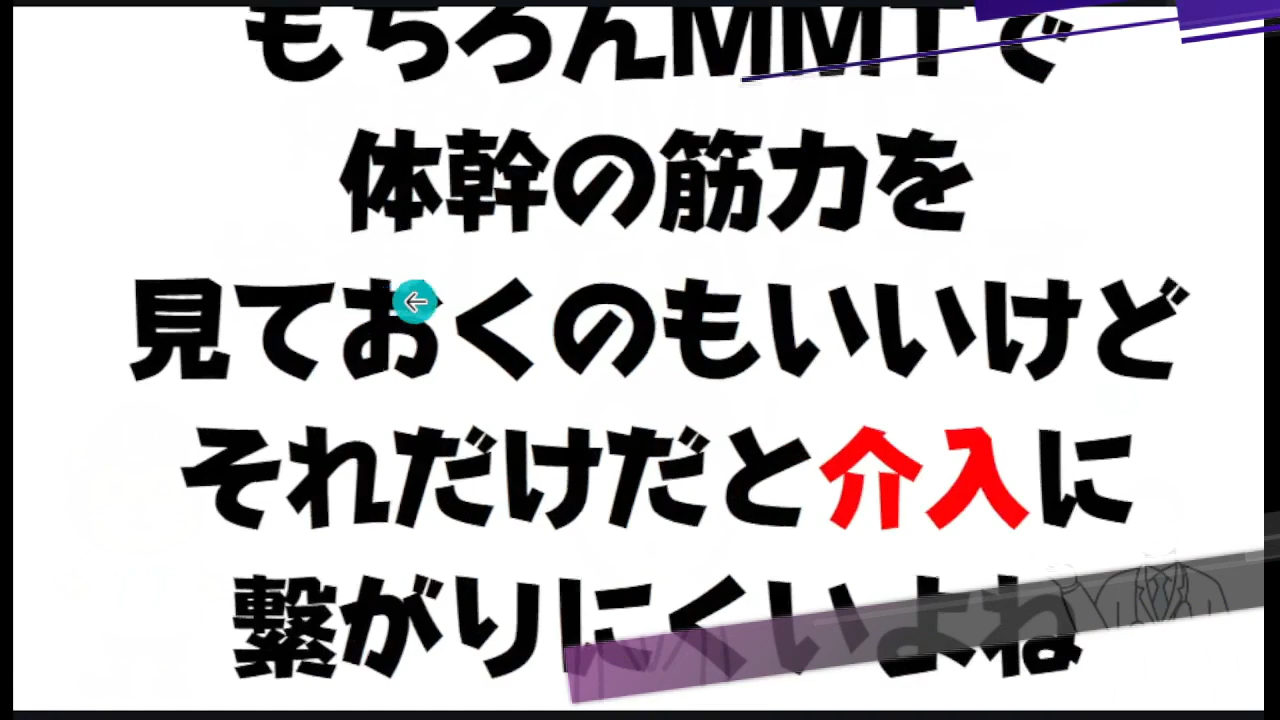 もちろんMMTで
体幹の筋力を
見ておくのもいいけど
それだけだと介入に
繋がりにくいよね